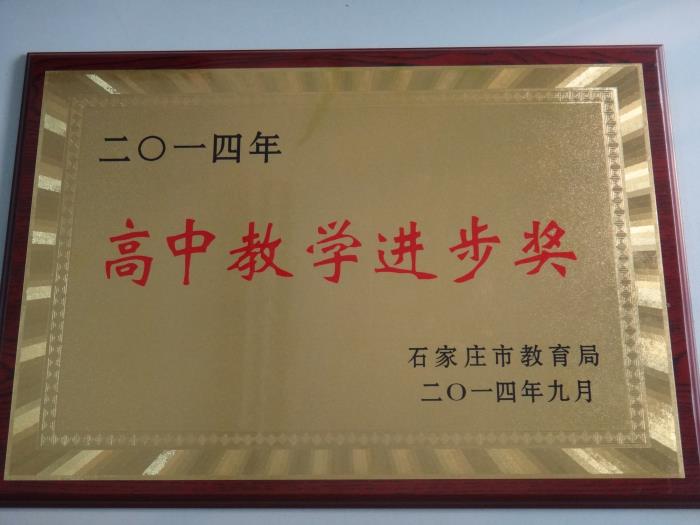 二〇一四年
高中教学进步奖
石家庄市教育局
二〇一四年九月